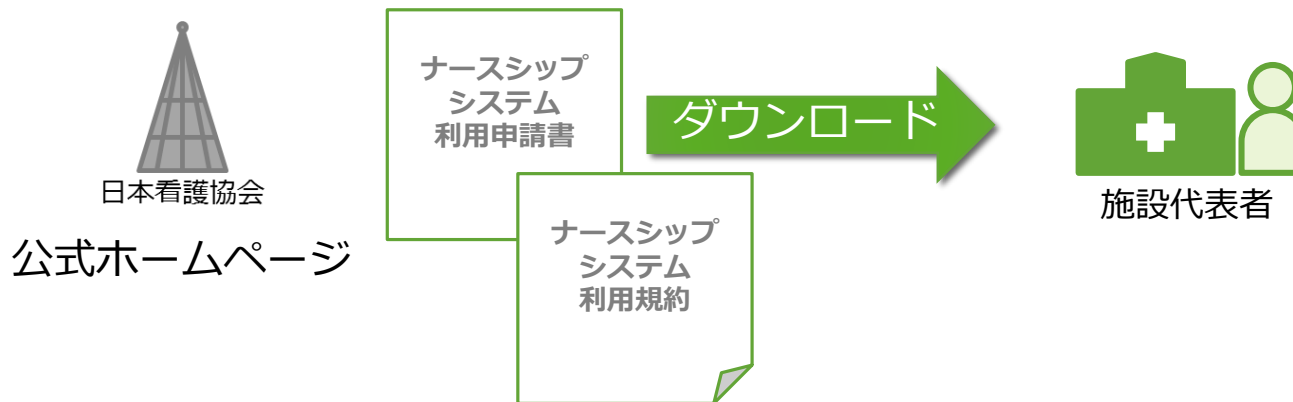 日本看護協会
公式ホームページ
ナースシップ
システム
利用申請書
ナースシップ
システム
利用規約
ダウンロード
施設代表者